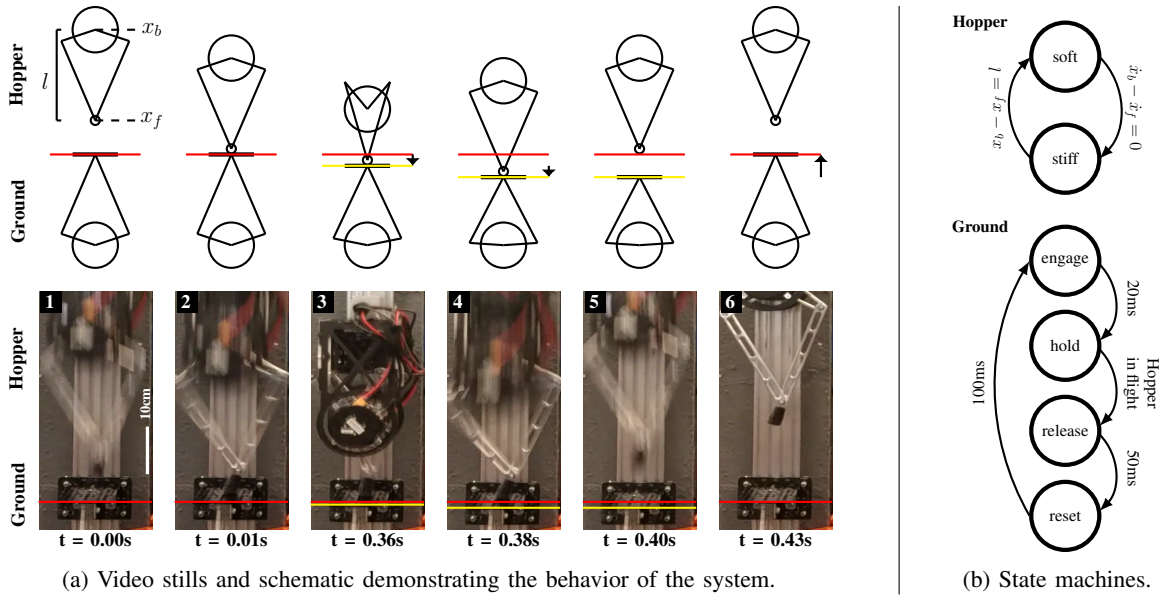 Hopper
l
x_b
x_f
Ground
Hopper
Ground
1
2
3
4
5
6
10cm
t = 0.00s
t = 0.01s
t = 0.36s
t = 0.38s
t = 0.40s
t = 0.43s
(a) Video stills and schematic demonstrating the behavior of the system.
Hopper
soft
stiff
x_b − x_f = l
ẋ_b − ẋ_f = 0
Ground
engage
20ms
hold
Hopper
in flight
release
50ms
reset
100ms
(b) State machines.